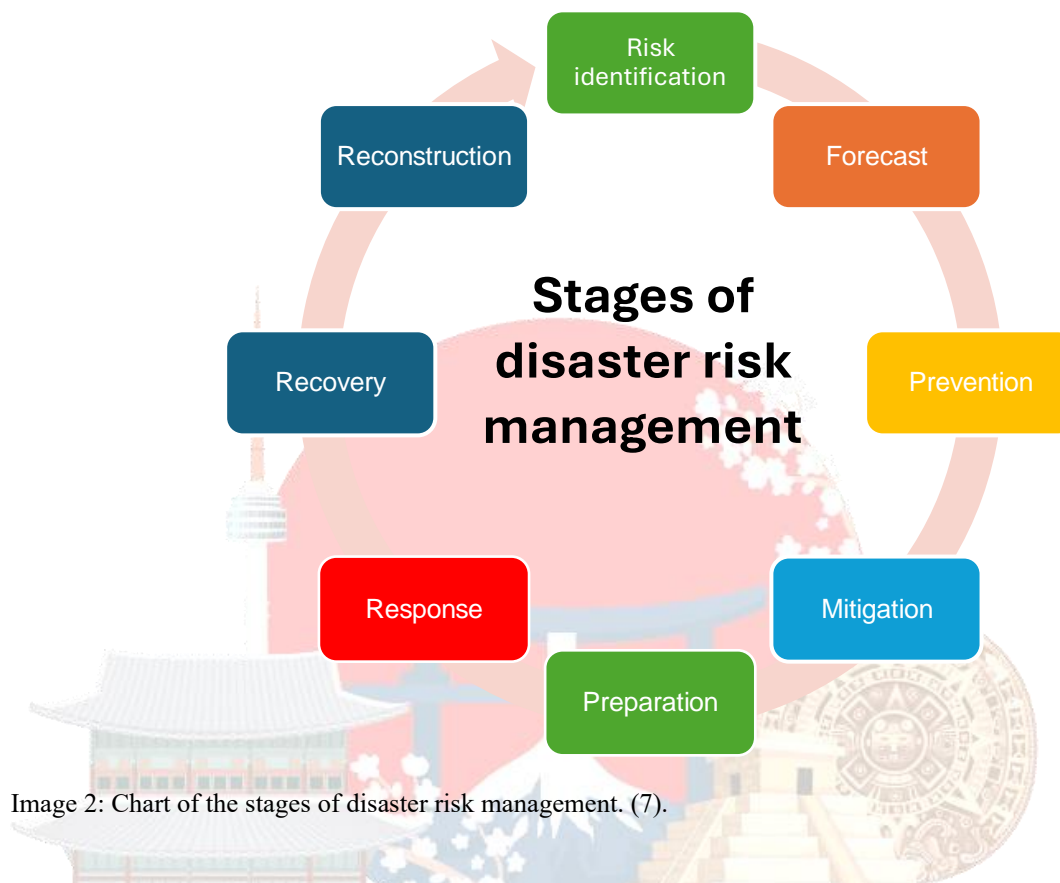 Risk
identification
Forecast
Prevention
Mitigation
Preparation
Response
Recovery
Reconstruction
Stages of
disaster risk
management
Image 2: Chart of the stages of disaster risk management. (7).